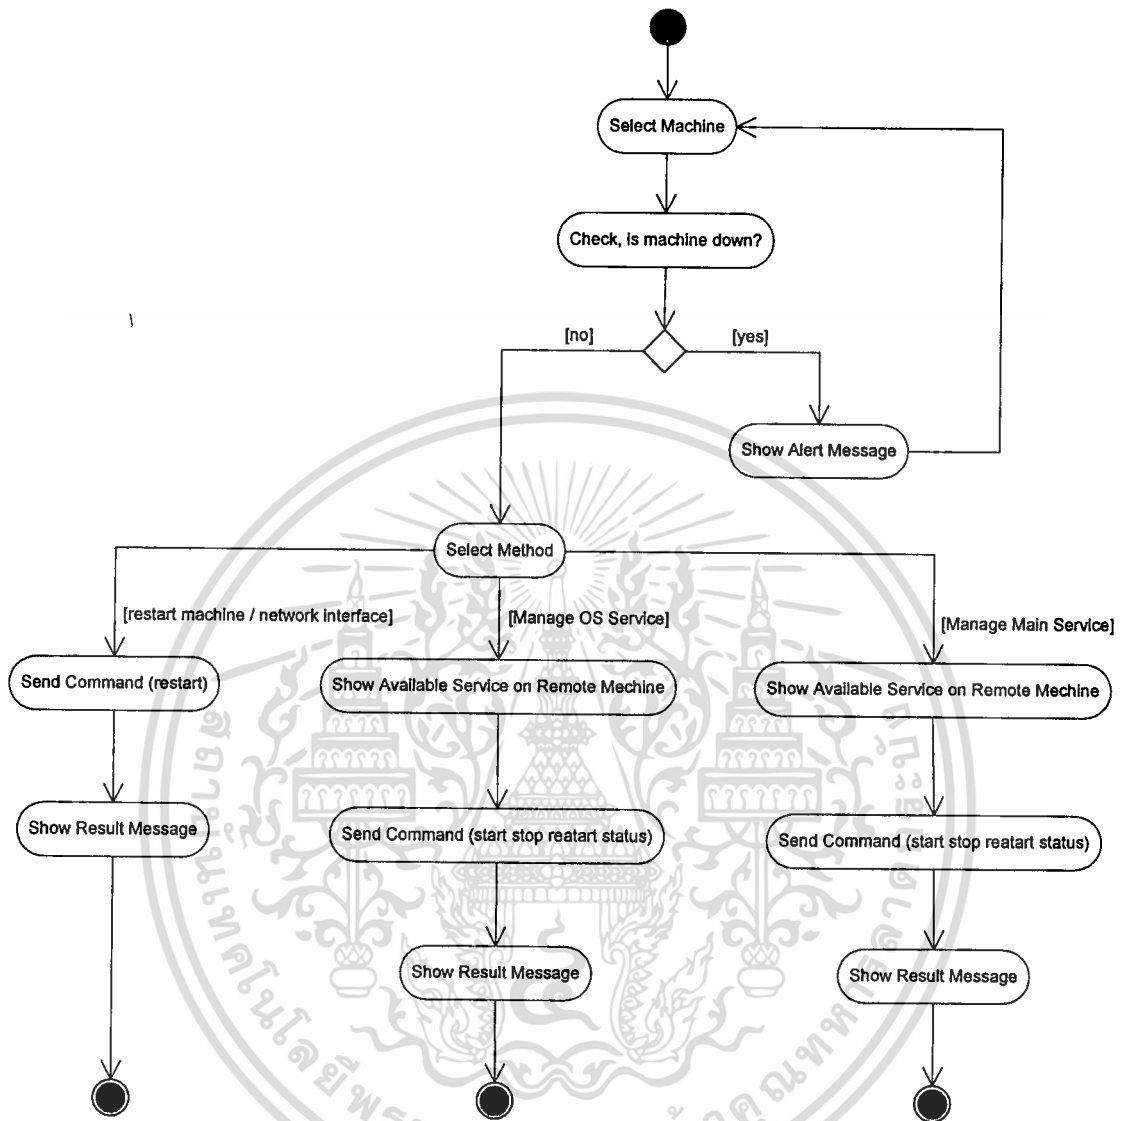 Select Machine
Check, is machine down?
[no]
[yes]
Show Alert Message
Select Method
[restart machine / network interface]
[Manage OS Service]
[Manage Main Service]
Send Command (restart)
Show Available Service on Remote Mechine
Show Available Service on Remote Mechine
Show Result Message
Send Command (start stop reatart status)
Send Command (start stop reatart status)
Show Result Message
Show Result Message